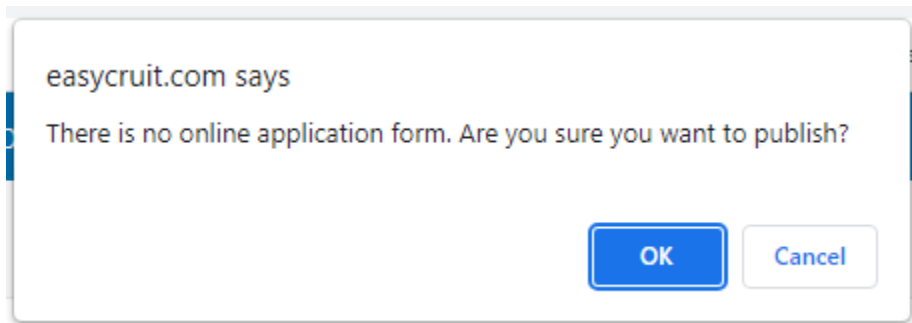 easycruit.com says
There is no online application form. Are you sure you want to publish?
OK
Cancel